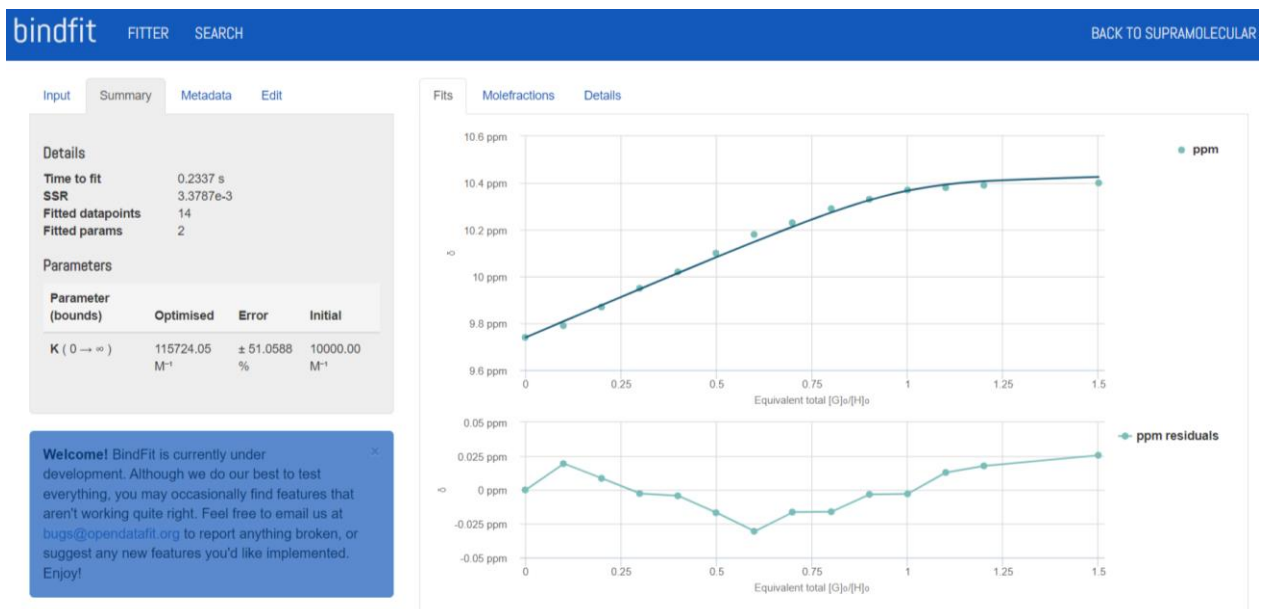 bindfit FITTER SEARCH BACK TO SUPRAMOLECULAR
Input Summary Metadata Edit
Details
Time to fit 0.2337 s
SSR 3.3787e-3
Fitted datapoints 14
Fitted params 2
Parameters
Parameter
(bounds) Optimised Error Initial
K ( 0 → ∞ ) 115724.05 ± 51.0588 10000.00
M⁻¹ % M⁻¹
Welcome! BindFit is currently under ×
development. Although we do our best to test
everything, you may occasionally find features that
aren't working quite right. Feel free to email us at
bugs@opendatafit.org to report anything broken, or
suggest any new features you'd like implemented.
Enjoy!
Fits Molefractions Details
10.6 ppm
10.4 ppm
10.2 ppm
10 ppm
9.8 ppm
9.6 ppm
δ
0 0.25 0.5 0.75 1 1.25 1.5
Equivalent total [G]₀/[H]₀
ppm
0.05 ppm
0.025 ppm
0 ppm
-0.025 ppm
-0.05 ppm
δ
0 0.25 0.5 0.75 1 1.25 1.5
Equivalent total [G]₀/[H]₀
ppm residuals